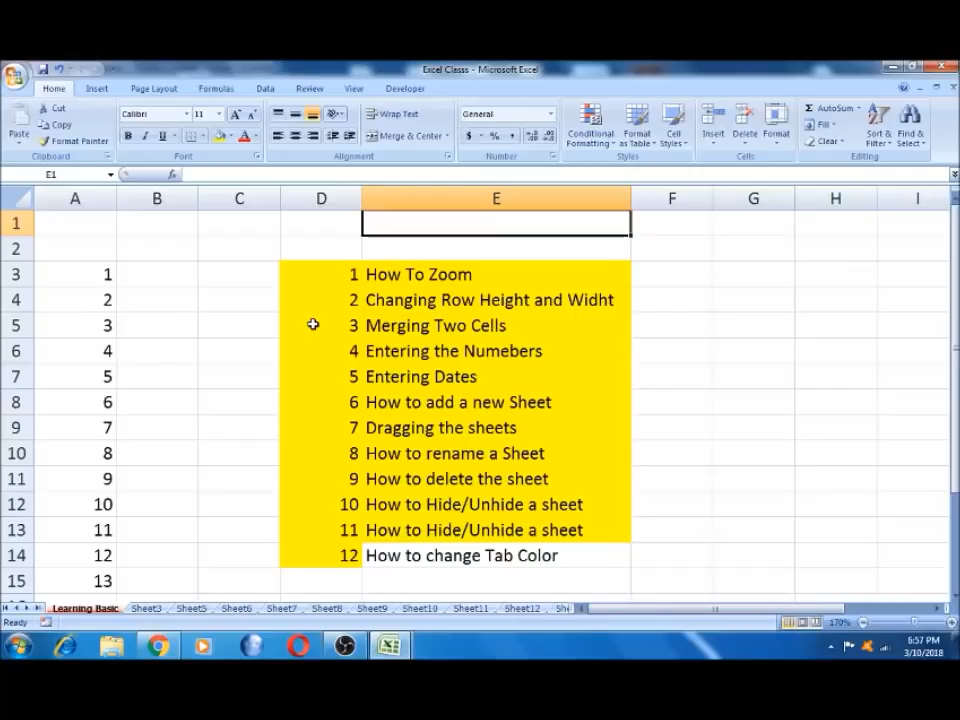 Excel Classs - Microsoft Excel
Home Insert Page Layout Formulas Data Review View Developer
Cut
Copy
Format Painter
Paste
Clipboard
Calibri 11
B I U
Font
Wrap Text
Merge & Center
Alignment
General
$ % ,
Number
Conditional Formatting
Format as Table
Cell Styles
Styles
Insert Delete Format
Cells
Σ AutoSum
Fill
Clear
Sort & Filter
Find & Select
Editing
E1 fx
A B C D E F G H I
1
2
3 1 1 How To Zoom
4 2 2 Changing Row Height and Widht
5 3 3 Merging Two Cells
6 4 4 Entering the Numebers
7 5 5 Entering Dates
8 6 6 How to add a new Sheet
9 7 7 Dragging the sheets
10 8 8 How to rename a Sheet
11 9 9 How to delete the sheet
12 10 10 How to Hide/Unhide a sheet
13 11 11 How to Hide/Unhide a sheet
14 12 12 How to change Tab Color
15 13
Learning Basic Sheet3 Sheet5 Sheet6 Sheet7 Sheet8 Sheet9 Sheet10 Sheet11 Sheet12 She
Ready 170%
6:57 PM
3/10/2018